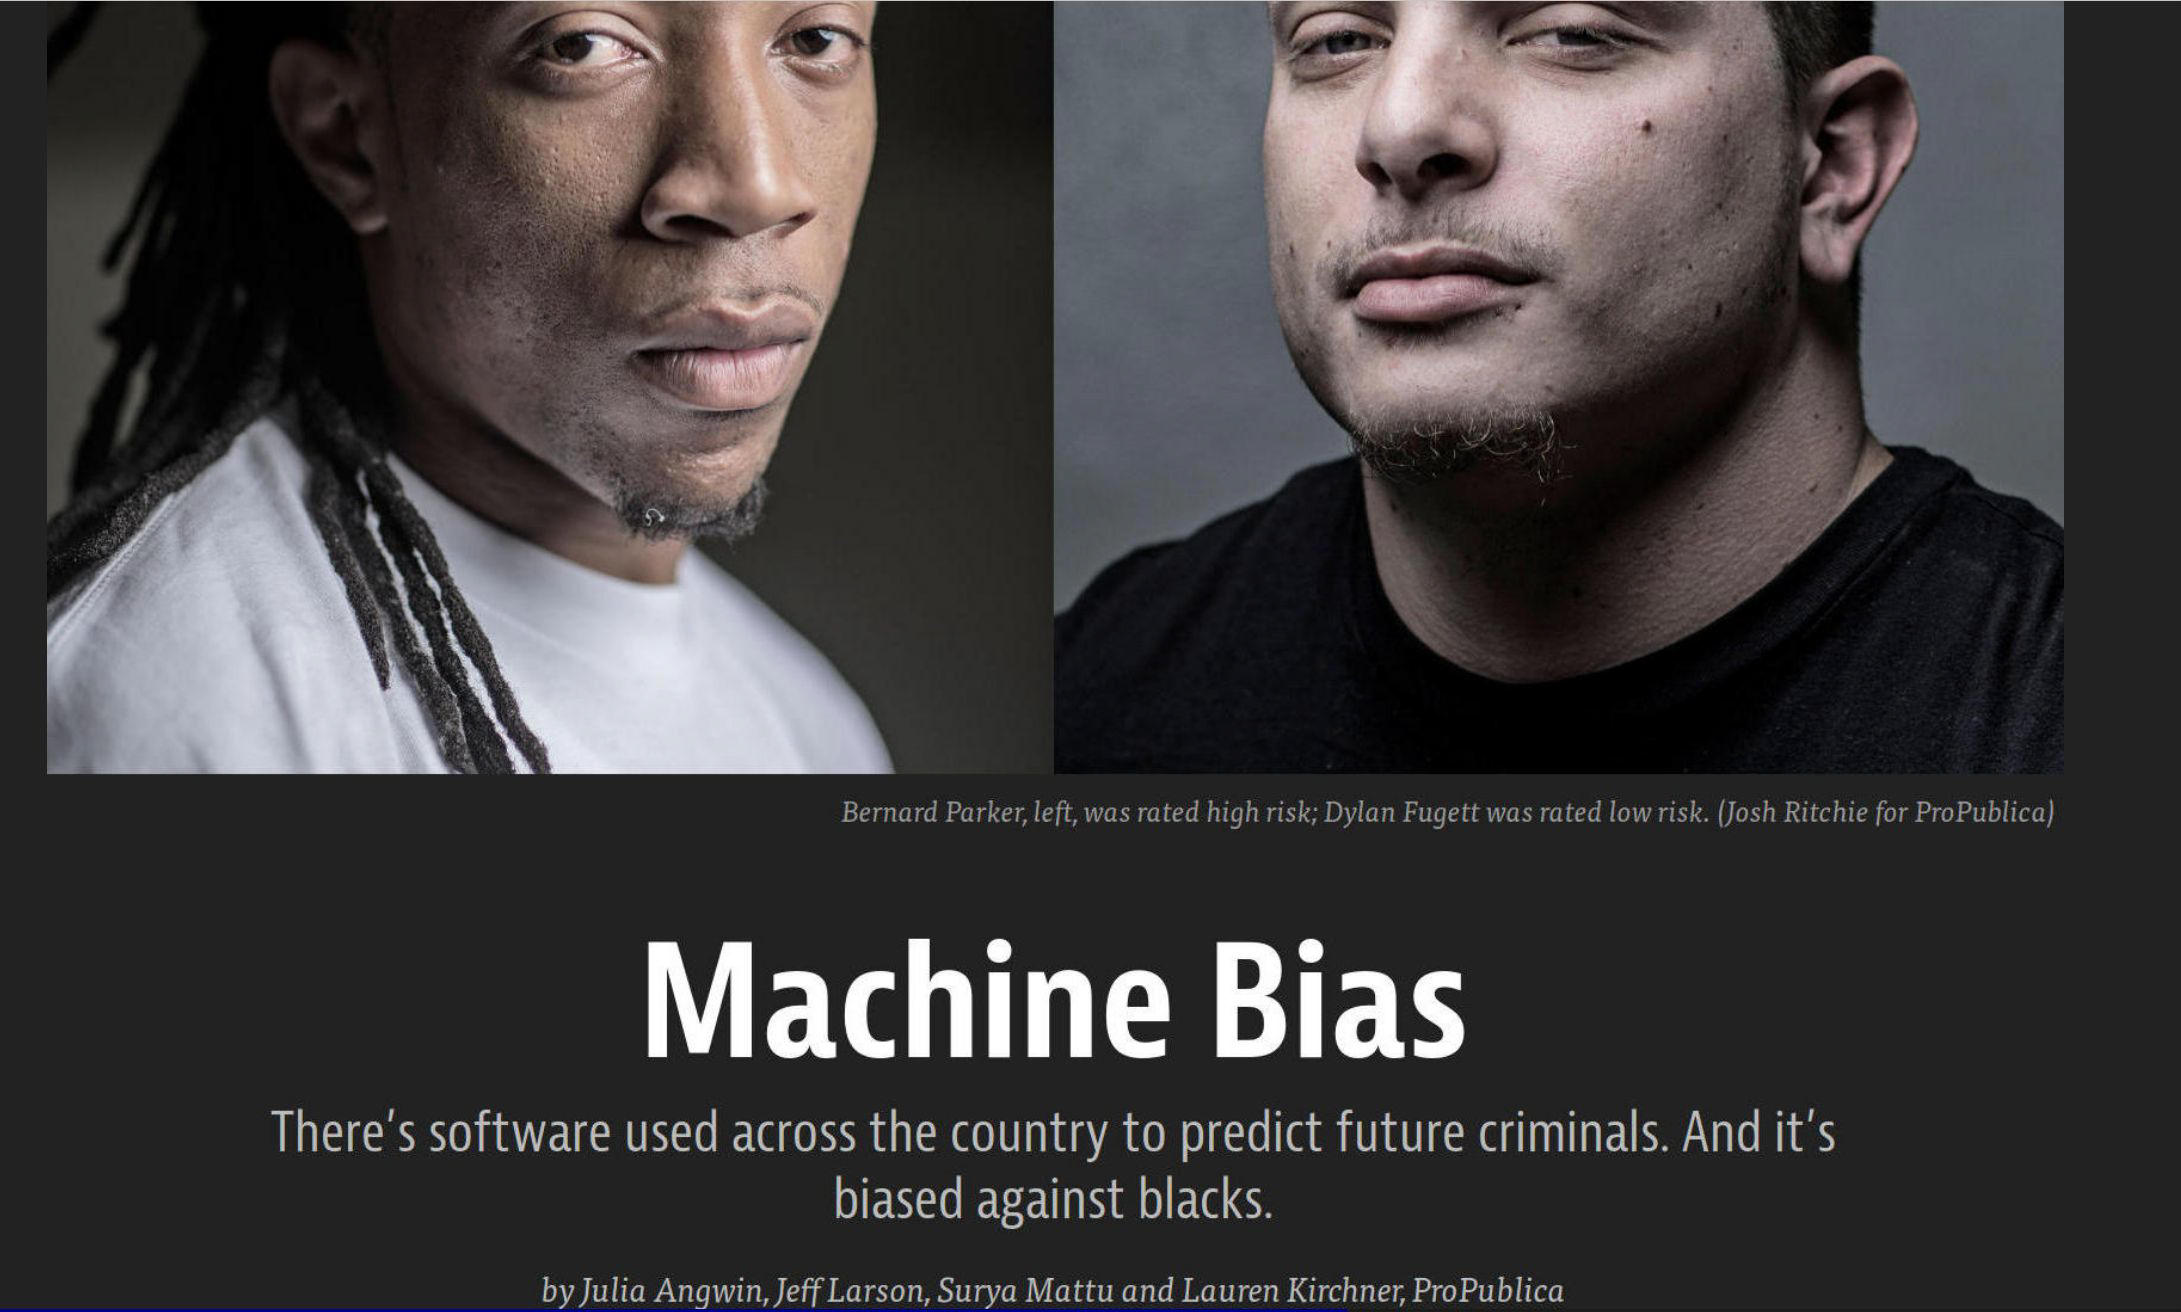 Bernard Parker, left, was rated high risk; Dylan Fugett was rated low risk. (Josh Ritchie for ProPublica)
Machine Bias
There's software used across the country to predict future criminals. And it's
biased against blacks.
by Julia Angwin, Jeff Larson, Surya Mattu and Lauren Kirchner, ProPublica